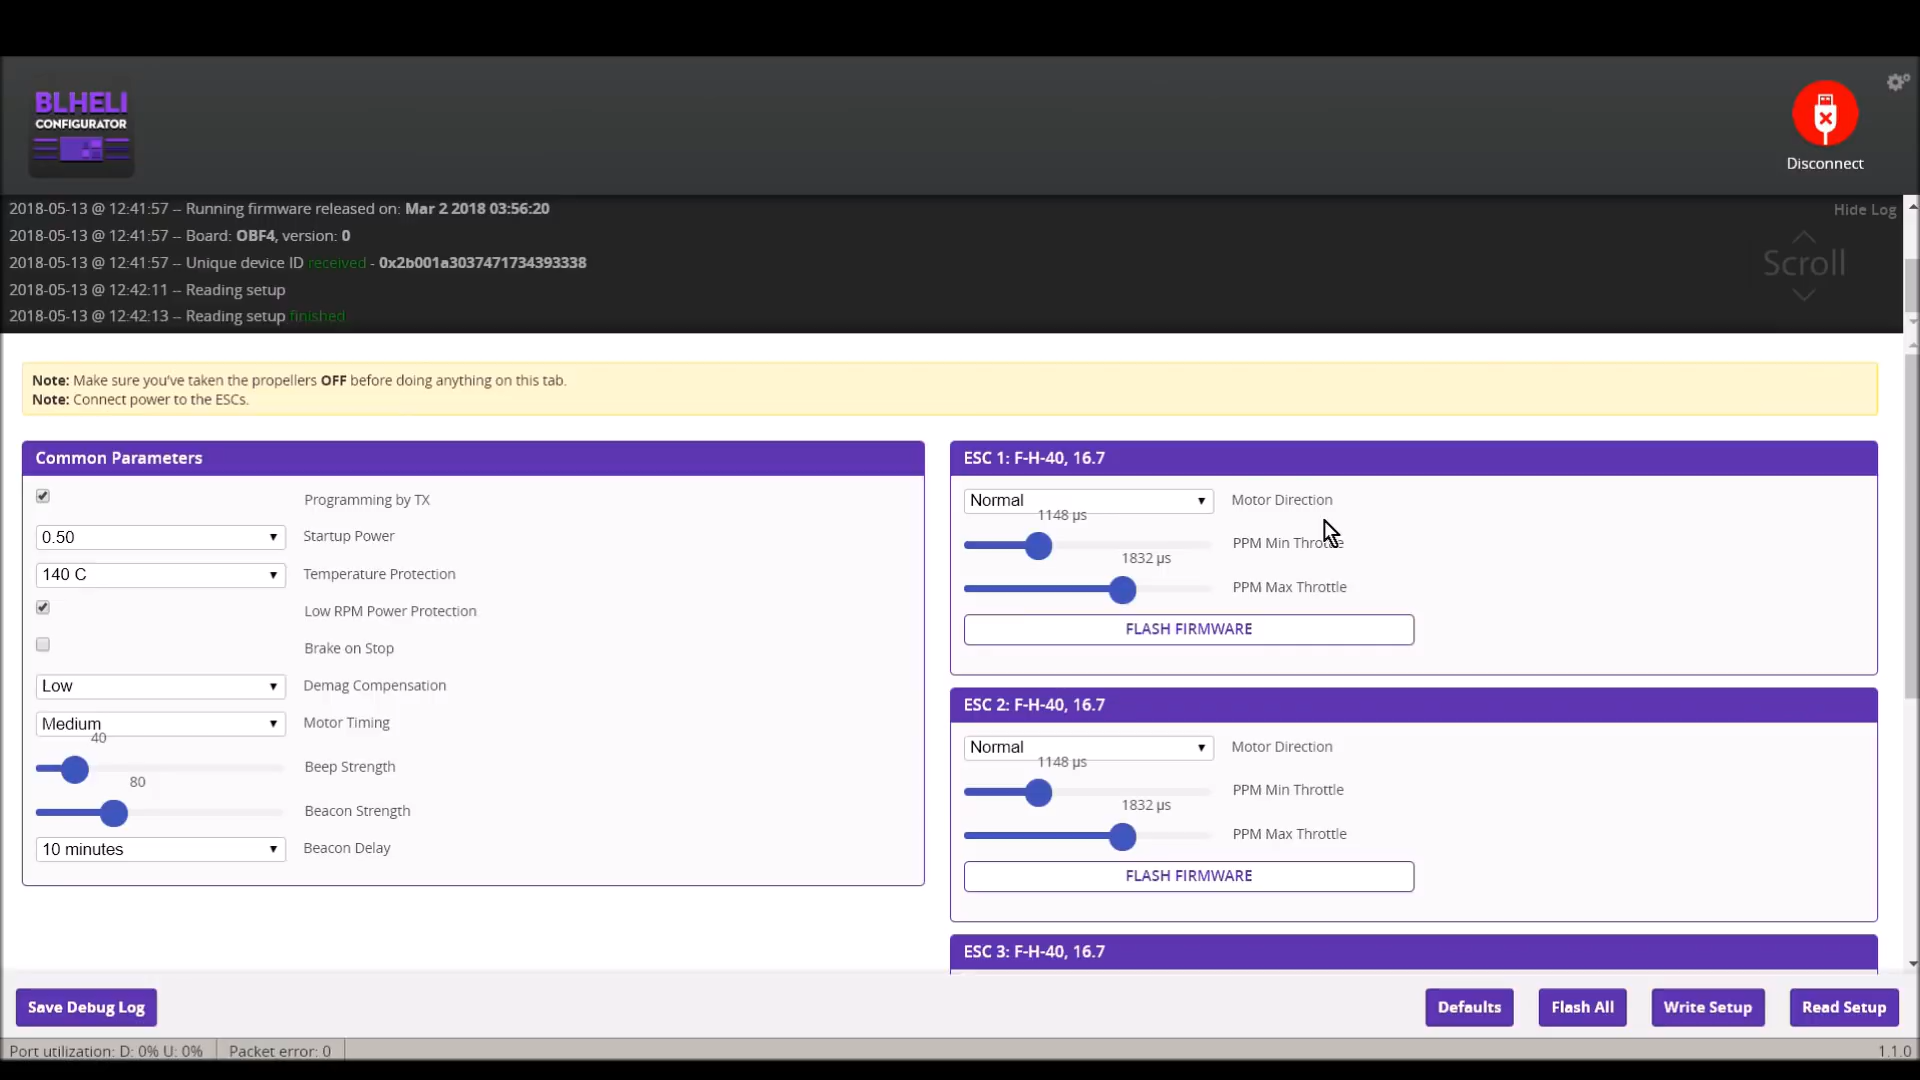 BLHELI
CONFIGURATOR
Disconnect
2018-05-13 @ 12:41:57 -- Running firmware released on: Mar 2 2018 03:56:20
Hide Log
2018-05-13 @ 12:41:57 -- Board: OBF4, version: 0
2018-05-13 @ 12:41:57 -- Unique device ID received - 0x2b001a3037471734393338
Scroll
2018-05-13 @ 12:42:11 -- Reading setup
2018-05-13 @ 12:42:13 -- Reading setup finished
Note: Make sure you've taken the propellers OFF before doing anything on this tab.
Note: Connect power to the ESCs.
Common Parameters
Programming by TX
0.50 Startup Power
140 C Temperature Protection
Low RPM Power Protection
Brake on Stop
Low Demag Compensation
Medium Motor Timing
40
Beep Strength
80
Beacon Strength
10 minutes Beacon Delay
ESC 1: F-H-40, 16.7
Normal Motor Direction
1148 µs
PPM Min Throttle
1832 µs
PPM Max Throttle
FLASH FIRMWARE
ESC 2: F-H-40, 16.7
Normal Motor Direction
1148 µs
PPM Min Throttle
1832 µs
PPM Max Throttle
FLASH FIRMWARE
ESC 3: F-H-40, 16.7
Save Debug Log
Defaults
Flash All
Write Setup
Read Setup
Port utilization: D: 0% U: 0%
Packet error: 0
1.1.0